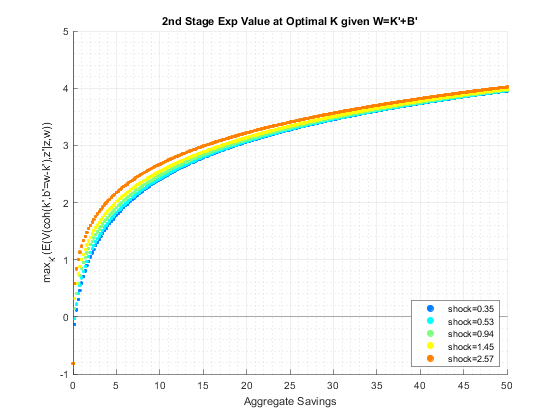 2nd Stage Exp Value at Optimal K given W=K'+B'
max_k'(E(V(coh(k',b'=w-k'),z'|z,w))
5
4
3
2
1
0
-1
0 5 10 15 20 25 30 35 40 45 50
Aggregate Savings
shock=0.35
shock=0.53
shock=0.94
shock=1.45
shock=2.57